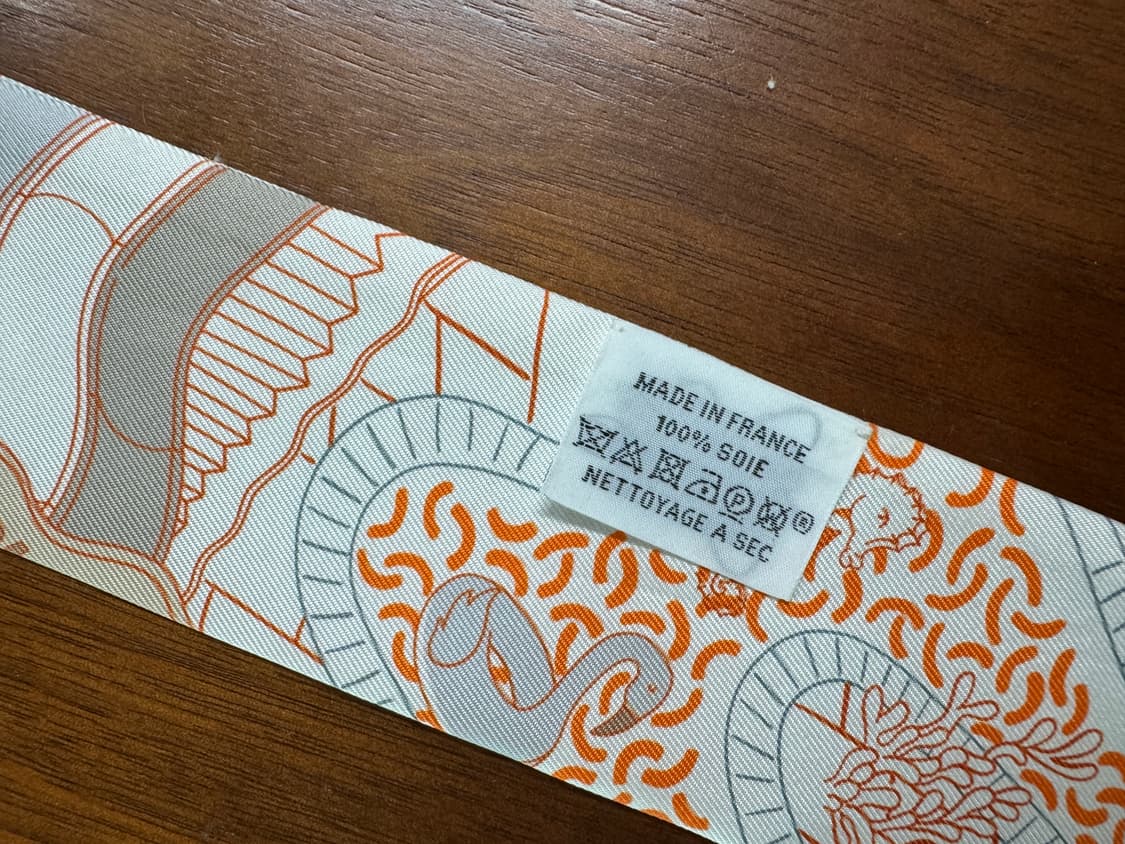 MADE IN FRANCE
100% SOIE
P W ®
NETTOYAGE A SEC